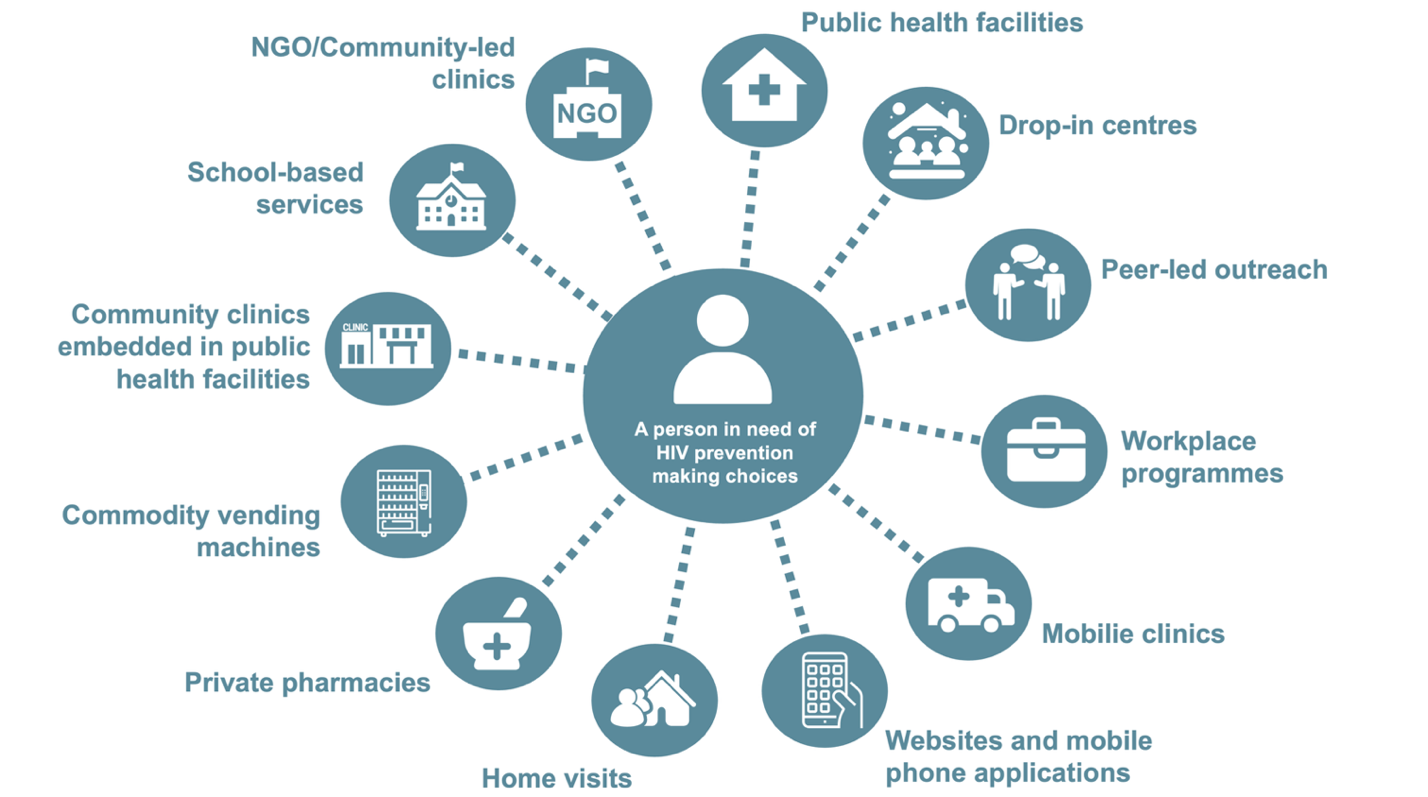 Public health facilities
NGO/Community-led
clinics
NGO
Drop-in centres
School-based
services
Peer-led outreach
Community clinics
embedded in public
health facilities
CLINIC
A person in need of
HIV prevention
making choices
Workplace
programmes
Commodity vending
machines
Mobilie clinics
Private pharmacies
Websites and mobile
phone applications
Home visits